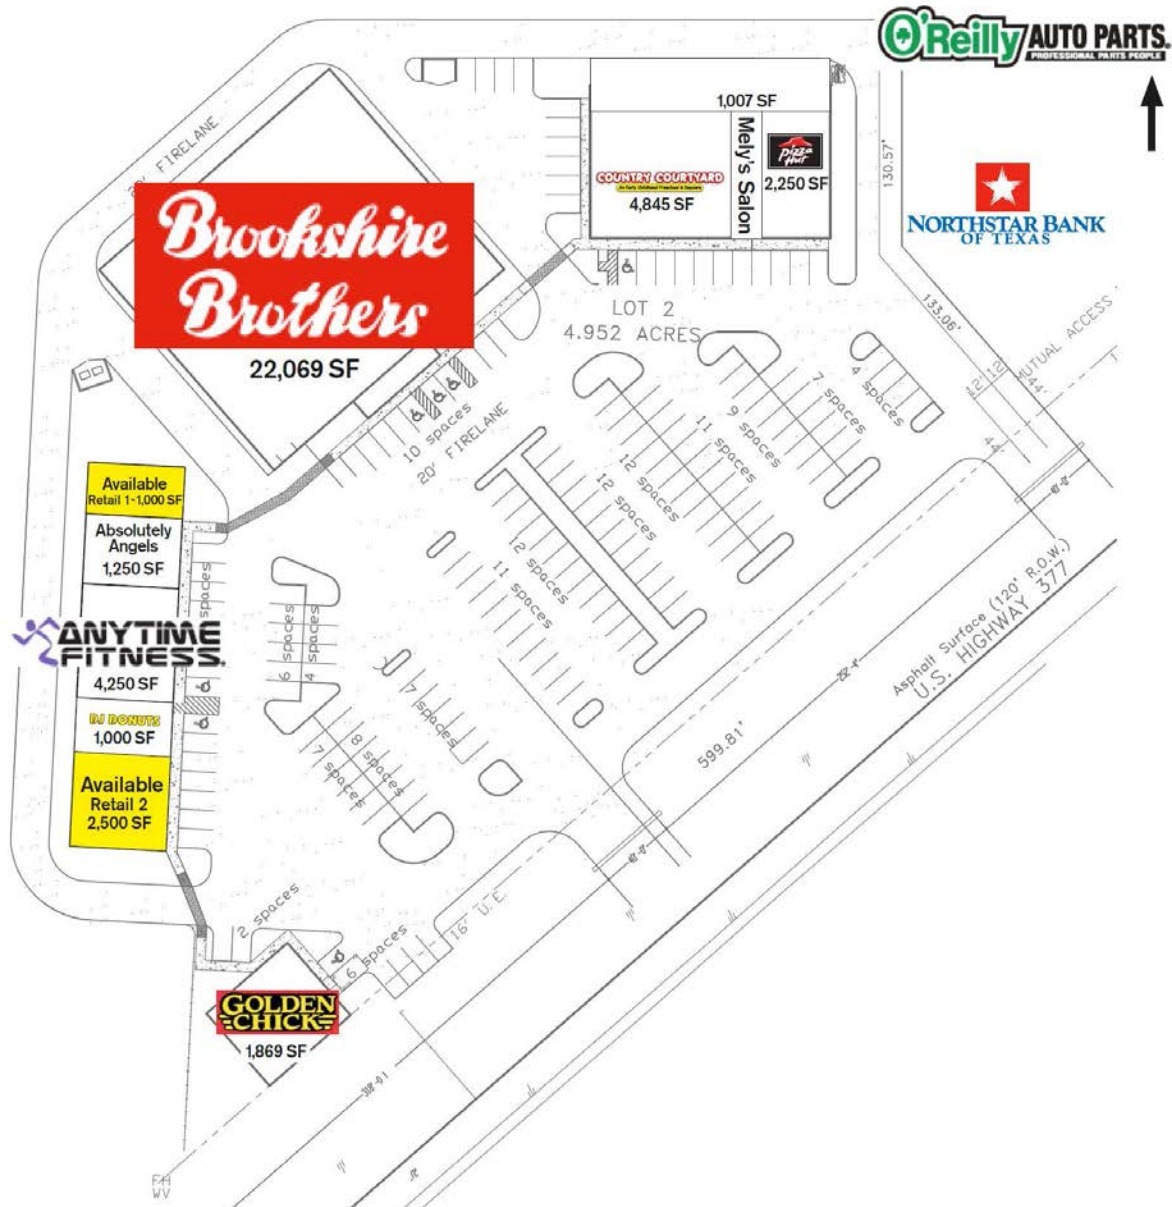 O'Reilly AUTO PARTS.
PROFESSIONAL PARTS PEOPLE
FIRELANE
1,007 SF
Mely's Salon
Pizza
Hut
2,250 SF
COUNTRY COURTYARD
4,845 SF
130.57'
NORTHSTAR BANK
OF TEXAS
Brookshire
Brothers
22,069 SF
LOT 2
4.952 ACRES
133.06'
MUTUAL ACCESS
12' 12'
44'
44'
4 spaces
7 spaces
9 spaces
11 spaces
12 spaces
12 spaces
12 spaces
11 spaces
10 spaces
20' FIRELANE
Available
Retail 1-1,000 SF
Absolutely
Angels
1,250 SF
spaces
ANYTIME
FITNESS.
4,250 SF
DJ DONUTS
1,000 SF
Available
Retail 2
2,500 SF
6 spaces
4 spaces
7 spaces
8 spaces
7 spaces
Asphalt Surface (120' R.O.W.)
U.S. HIGHWAY 377
599.81'
16' U.E.
2 spaces
6 spaces
GOLDEN
CHICK
1,869 SF
FH
WV